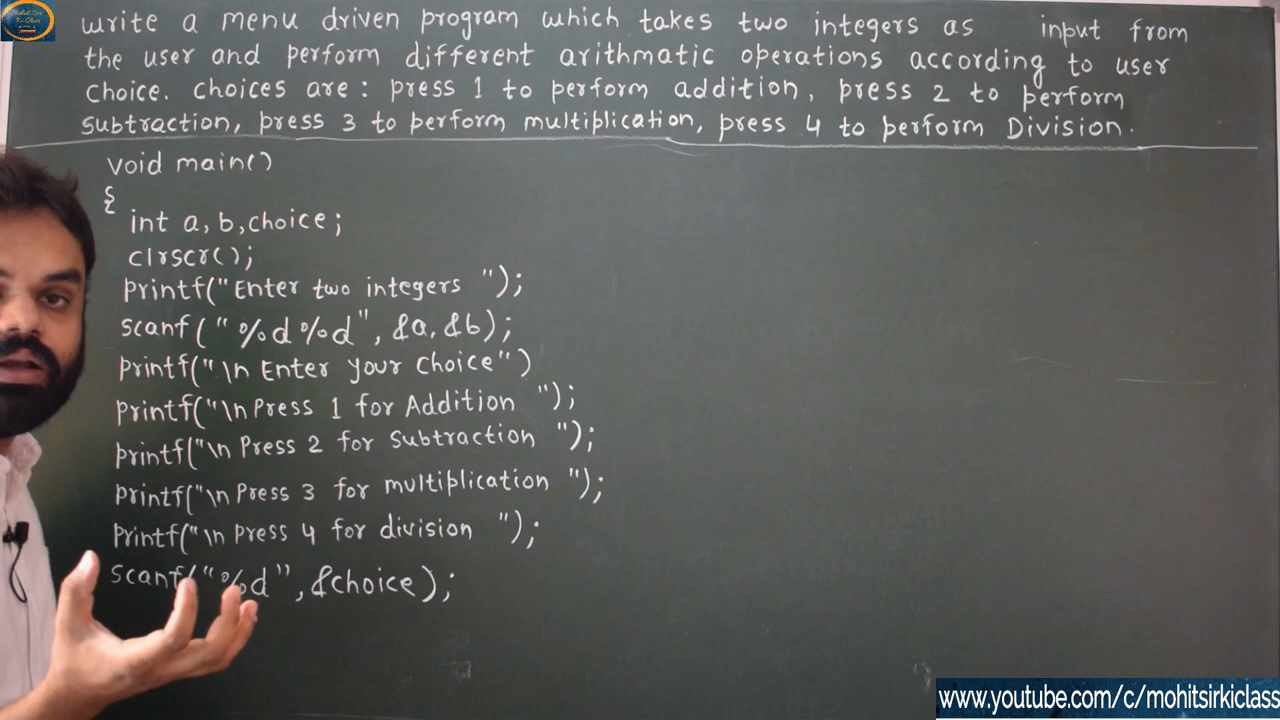 Mohit Sir
Ki Class
write a menu driven program which takes two integers as input from
the user and perform different arithmatic operations according to user
choice. choices are: press 1 to perform addition, press 2 to perform
subtraction, press 3 to perform multiplication, press 4 to perform Division.
void main()
{
int a, b, choice;
clrscr();
printf("Enter two integers ");
scanf("%d%d", &a, &b);
printf("\n Enter your choice")
printf("\n Press 1 for Addition ");
printf("\n Press 2 for Subtraction ");
printf("\n Press 3 for multiplication ");
printf("\n press 4 for division ");
scanf("%d", &choice);
www.youtube.com/c/mohitsirkiclass